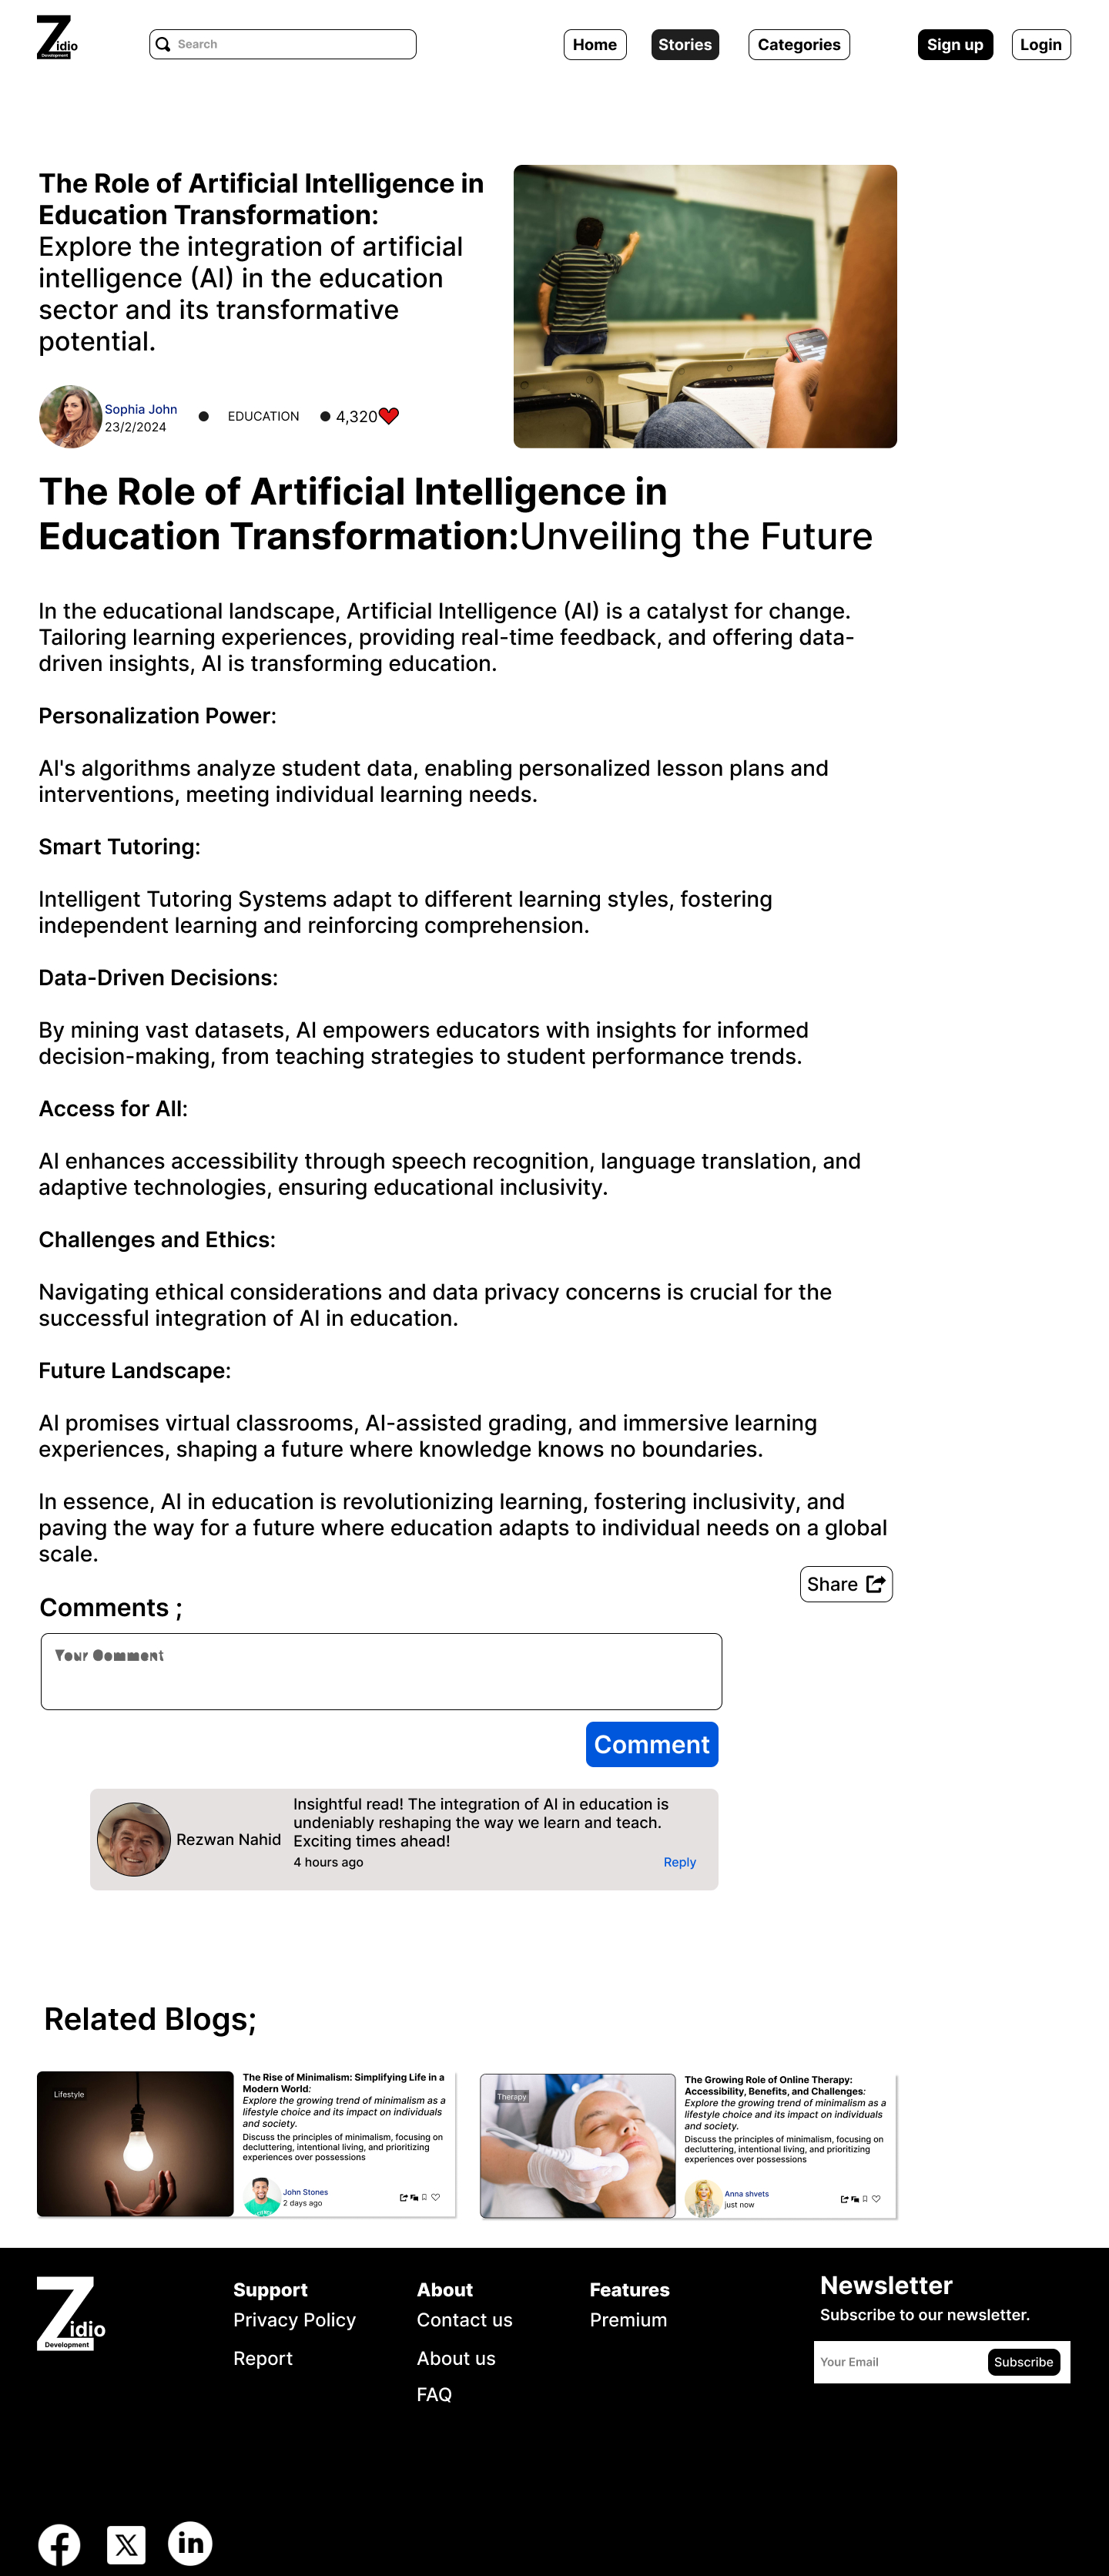 Zidio
Development
Search
Home
Stories
Categories
Sign up
Login
The Role of Artificial Intelligence in
Education Transformation:
Explore the integration of artificial
intelligence (AI) in the education
sector and its transformative
potential.
Sophia John
23/2/2024
EDUCATION
4,320
The Role of Artificial Intelligence in
Education Transformation:Unveiling the Future
In the educational landscape, Artificial Intelligence (AI) is a catalyst for change.
Tailoring learning experiences, providing real-time feedback, and offering data-
driven insights, AI is transforming education.
Personalization Power:
AI's algorithms analyze student data, enabling personalized lesson plans and
interventions, meeting individual learning needs.
Smart Tutoring:
Intelligent Tutoring Systems adapt to different learning styles, fostering
independent learning and reinforcing comprehension.
Data-Driven Decisions:
By mining vast datasets, AI empowers educators with insights for informed
decision-making, from teaching strategies to student performance trends.
Access for All:
AI enhances accessibility through speech recognition, language translation, and
adaptive technologies, ensuring educational inclusivity.
Challenges and Ethics:
Navigating ethical considerations and data privacy concerns is crucial for the
successful integration of AI in education.
Future Landscape:
AI promises virtual classrooms, AI-assisted grading, and immersive learning
experiences, shaping a future where knowledge knows no boundaries.
In essence, AI in education is revolutionizing learning, fostering inclusivity, and
paving the way for a future where education adapts to individual needs on a global
scale.
Share
Comments ;
Your Comment
Comment
Rezwan Nahid
Insightful read! The integration of AI in education is
undeniably reshaping the way we learn and teach.
Exciting times ahead!
4 hours ago
Reply
Related Blogs;
Lifestyle
The Rise of Minimalism: Simplifying Life in a
Modern World:
Explore the growing trend of minimalism as a
lifestyle choice and its impact on individuals
and society.
Discuss the principles of minimalism, focusing on
decluttering, intentional living, and prioritizing
experiences over possessions
John Stones
2 days ago
Therapy
The Growing Role of Online Therapy:
Accessibility, Benefits, and Challenges:
Explore the growing trend of minimalism as a
lifestyle choice and its impact on individuals
and society.
Discuss the principles of minimalism, focusing on
decluttering, intentional living, and prioritizing
experiences over possessions
Anna shvets
just now
Zidio
Development
Support
Privacy Policy
Report
About
Contact us
About us
FAQ
Features
Premium
Newsletter
Subscribe to our newsletter.
Your Email
Subscribe